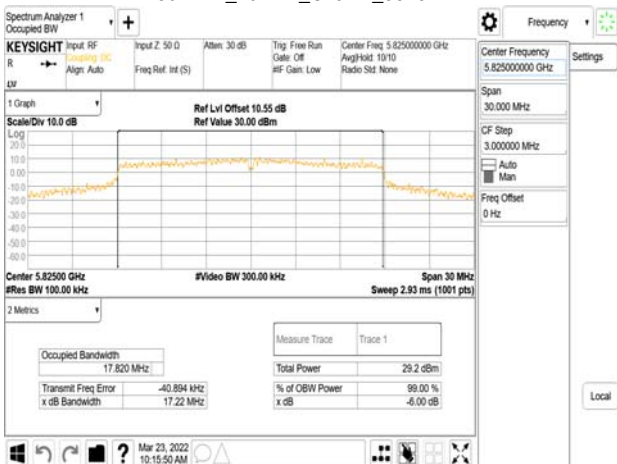 Spectrum Analyzer 1
Occupied BW
Frequency
KEYSIGHT
R
Input: RF
Coupling: DC
Align: Auto
Input Z: 50 Ω
Freq Ref: Int (S)
Atten: 30 dB
Trig: Free Run
Gate: Off
#IF Gain: Low
Center Freq: 5.825000000 GHz
Avg|Hold: 10/10
Radio Std: None
Center Frequency
5.825000000 GHz
Settings
Span
30.000 MHz
CF Step
3.000000 MHz
Auto
Man
Freq Offset
0 Hz
Local
1 Graph
Scale/Div 10.0 dB
Ref Lvl Offset 10.55 dB
Ref Value 30.00 dBm
Log
20.0
10.0
0.00
-10.0
-20.0
-30.0
-40.0
-50.0
-60.0
Center 5.82500 GHz
#Res BW 100.00 kHz
#Video BW 300.00 kHz
Span 30 MHz
Sweep 2.93 ms (1001 pts)
2 Metrics
Measure Trace Trace 1
Occupied Bandwidth
17.820 MHz
Total Power 29.2 dBm
Transmit Freq Error -40.894 kHz
% of OBW Power 99.00 %
x dB Bandwidth 17.22 MHz
x dB -6.00 dB
?
Mar 23, 2022
10:15:50 AM